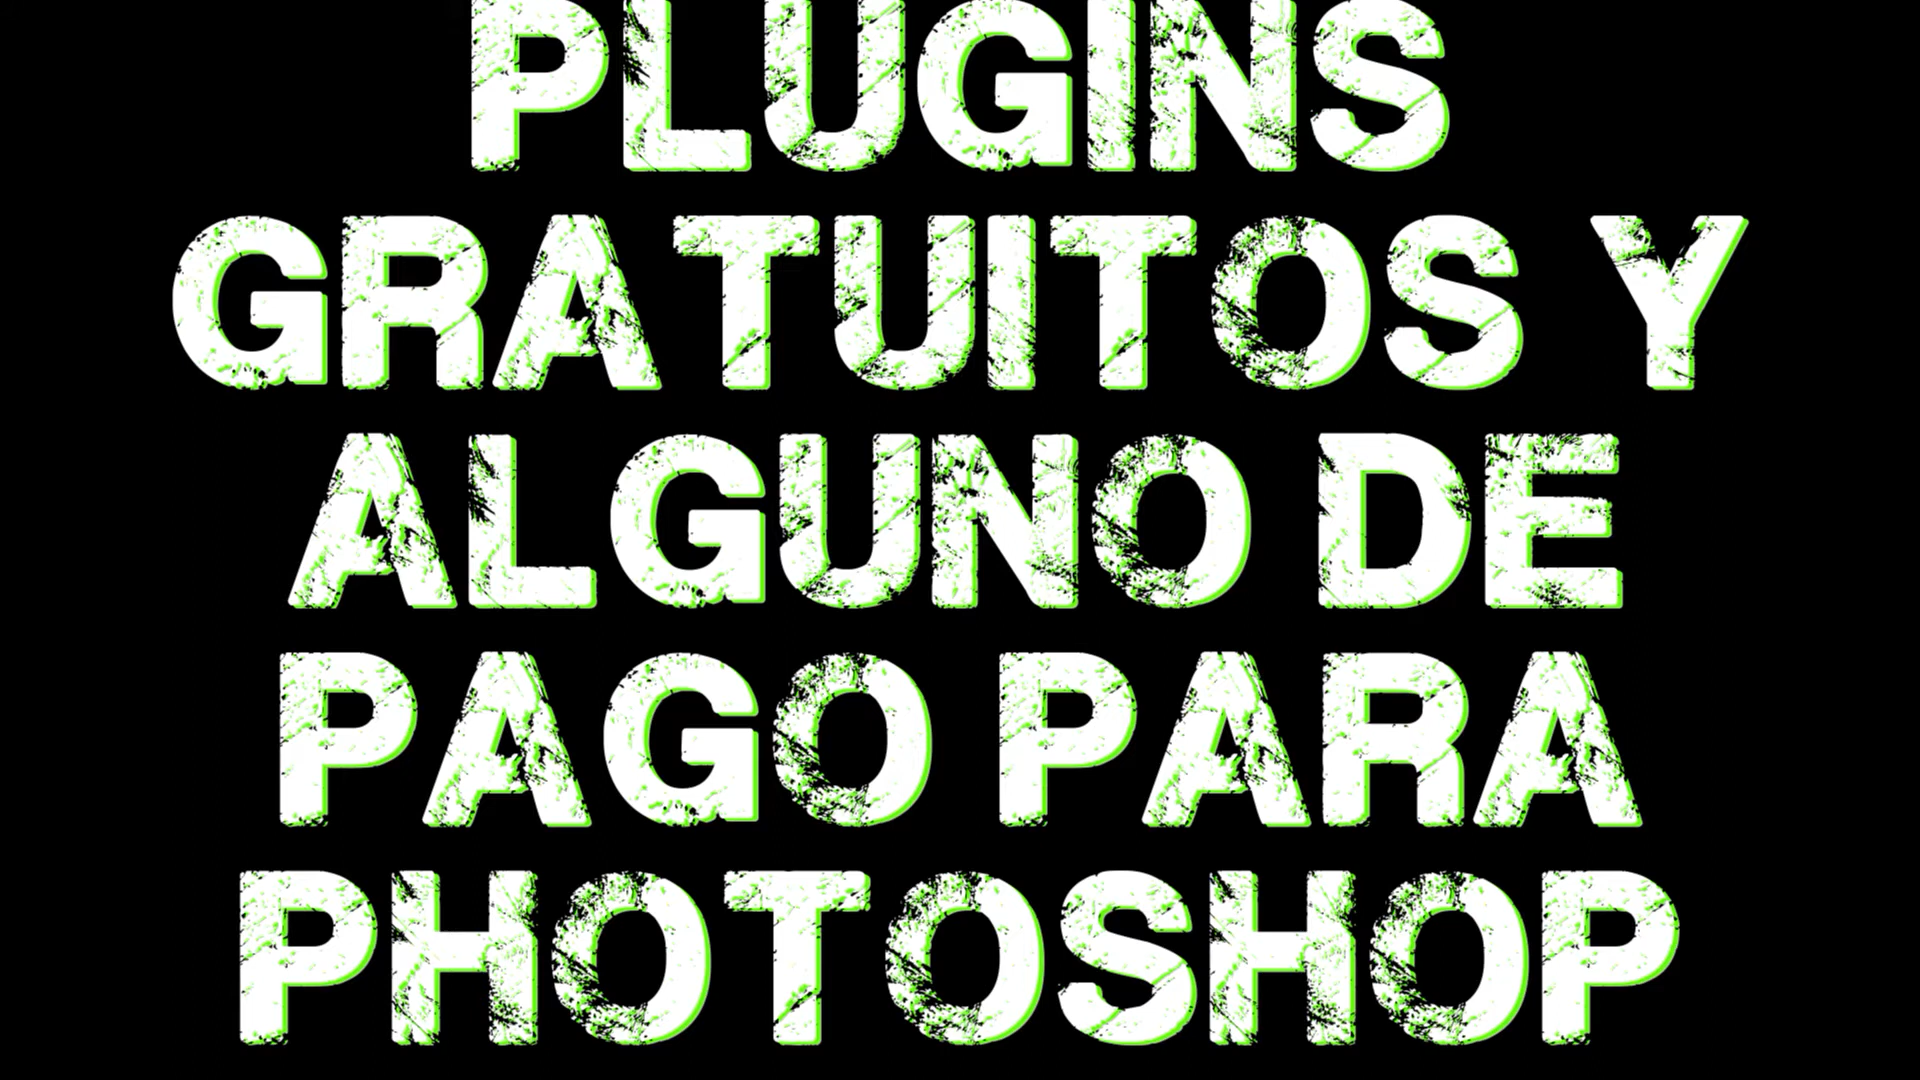 PLUGINS
GRATUITOS Y
ALGUNO DE
PAGO PARA
PHOTOSHOP